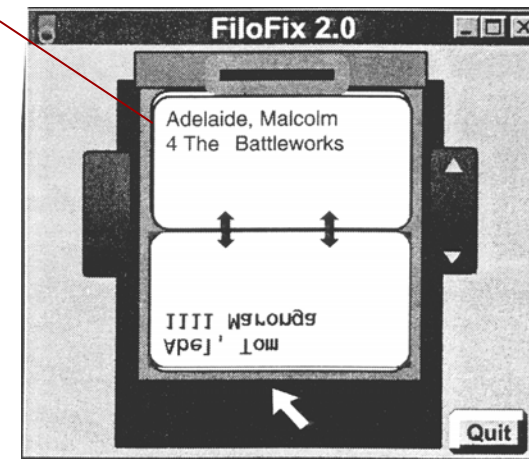 FiloFix 2.0
Adelaide, Malcolm
4 The Battleworks
1111 Maronga
Abel, Tom
Quit